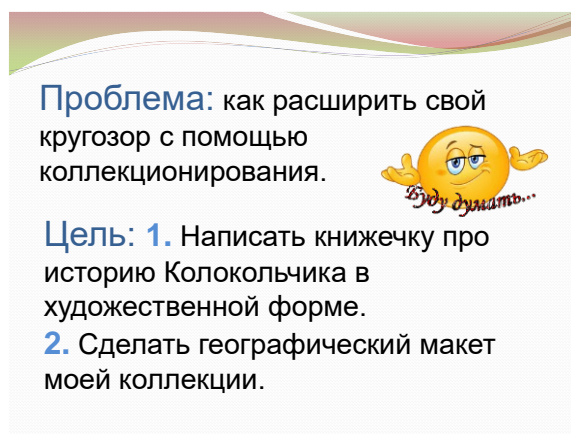 Проблема: как расширить свой
кругозор с помощью
коллекционирования.
Буду думать...
Цель: 1. Написать книжечку про
историю Колокольчика в
художественной форме.
2. Сделать географический макет
моей коллекции.